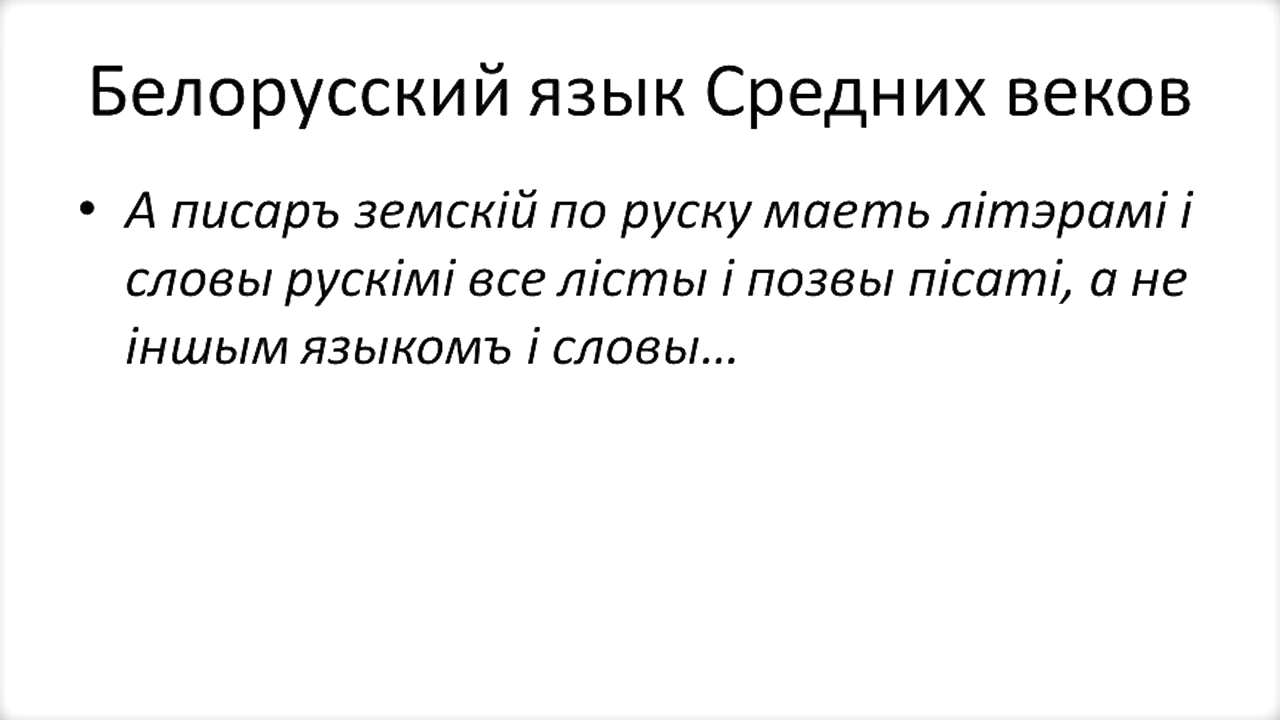 Белорусский язык Средних веков
• А писаръ земскій по руску маеть літэрамі і
словы рускімі все лісты і позвы пісаті, а не
іншым языкомъ і словы…